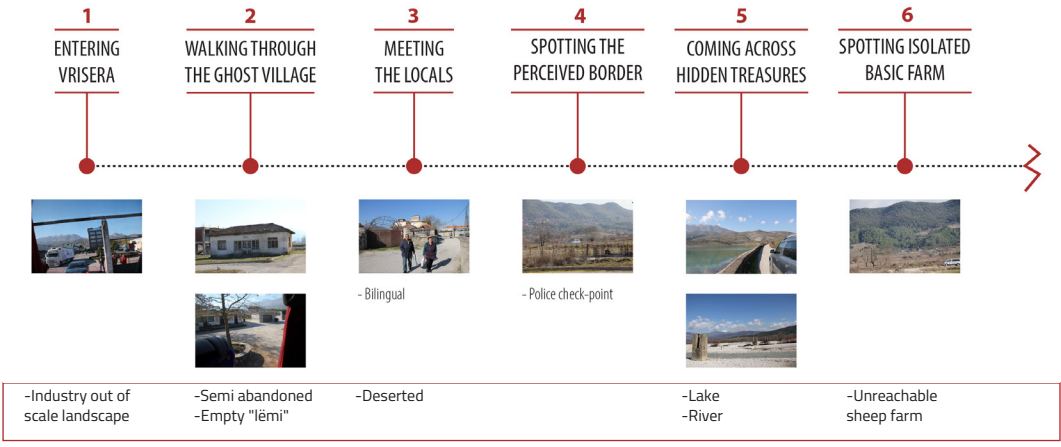 1
ENTERING
VRISERA
2
WALKING THROUGH
THE GHOST VILLAGE
3
MEETING
THE LOCALS
4
SPOTTING THE
PERCEIVED BORDER
5
COMING ACROSS
HIDDEN TREASURES
6
SPOTTING ISOLATED
BASIC FARM
- Bilingual
- Police check-point
-Industry out of
scale landscape
-Semi abandoned
-Empty "lëmi"
-Deserted
-Lake
-River
-Unreachable
sheep farm